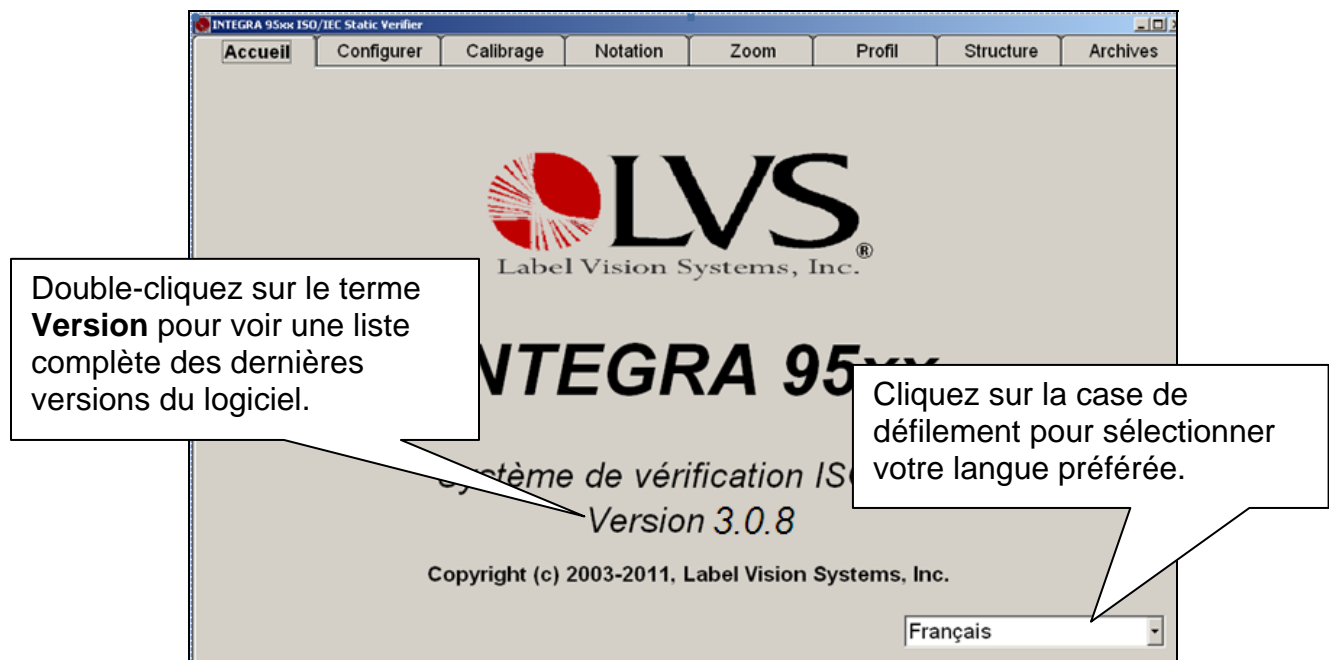 INTEGRA 95xx ISO/IEC Static Verifier
Accueil Configurer Calibrage Notation Zoom Profil Structure Archives
LVS®
Label Vision Systems, Inc.
Double-cliquez sur le terme
Version pour voir une liste
complète des dernières
versions du logiciel.
NTEGRA 95xx
Cliquez sur la case de
défilement pour sélectionner
votre langue préférée.
Système de vérification IS
Version 3.0.8
Copyright (c) 2003-2011, Label Vision Systems, Inc.
Français